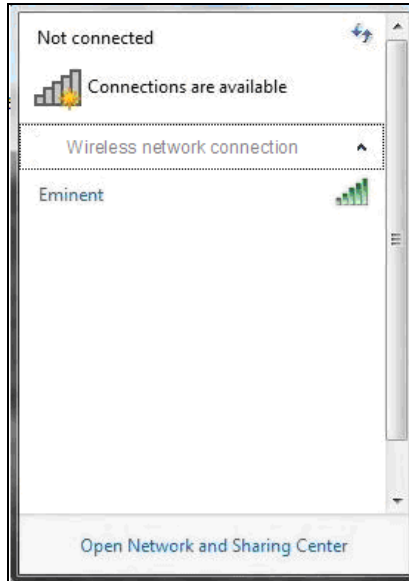 Not connected
Connections are available
Wireless network connection
Eminent
Open Network and Sharing Center